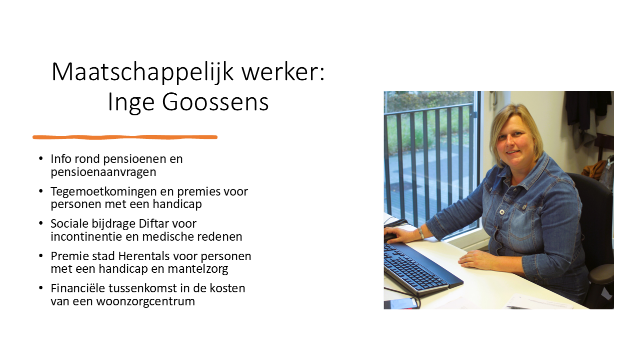 Maatschappelijk werker:
Inge Goossens
• Info rond pensioenen en
pensioenaanvragen
• Tegemoetkomingen en premies voor
personen met een handicap
• Sociale bijdrage Diftar voor
incontinentie en medische redenen
• Premie stad Herentals voor personen
met een handicap en mantelzorg
• Financiële tussenkomst in de kosten
van een woonzorgcentrum